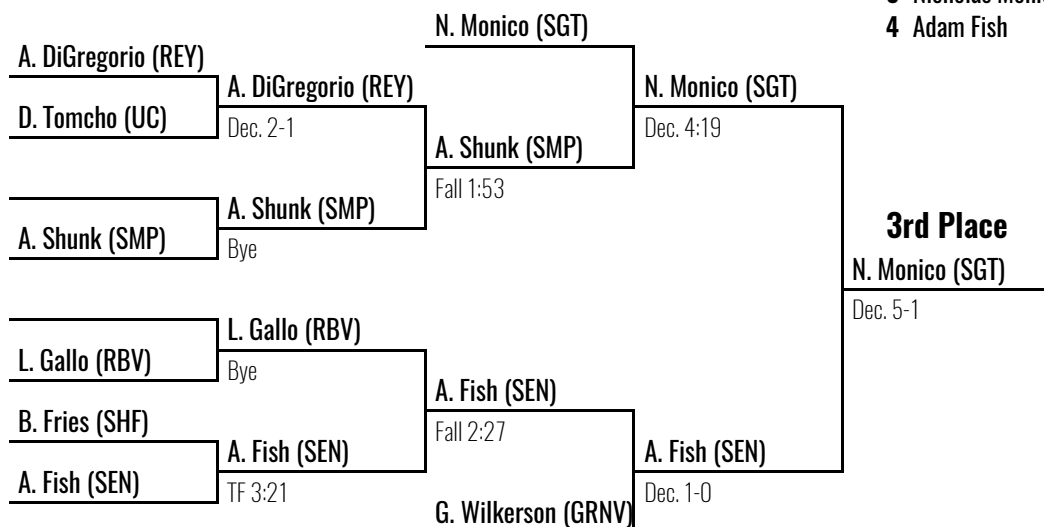 3 Nicholas
4 Adam Fish
N. Monico (SGT)
A. DiGregorio (REY)
A. DiGregorio (REY)
N. Monico (SGT)
D. Tomcho (UC)
Dec. 2-1
Dec. 4:19
A. Shunk (SMP)
Fall 1:53
A. Shunk (SMP)
A. Shunk (SMP)
Bye
3rd Place
N. Monico (SGT)
Dec. 5-1
L. Gallo (RBV)
L. Gallo (RBV)
Bye
A. Fish (SEN)
B. Fries (SHF)
Fall 2:27
A. Fish (SEN)
A. Fish (SEN)
A. Fish (SEN)
TF 3:21
Dec. 1-0
G. Wilkerson (GRNV)